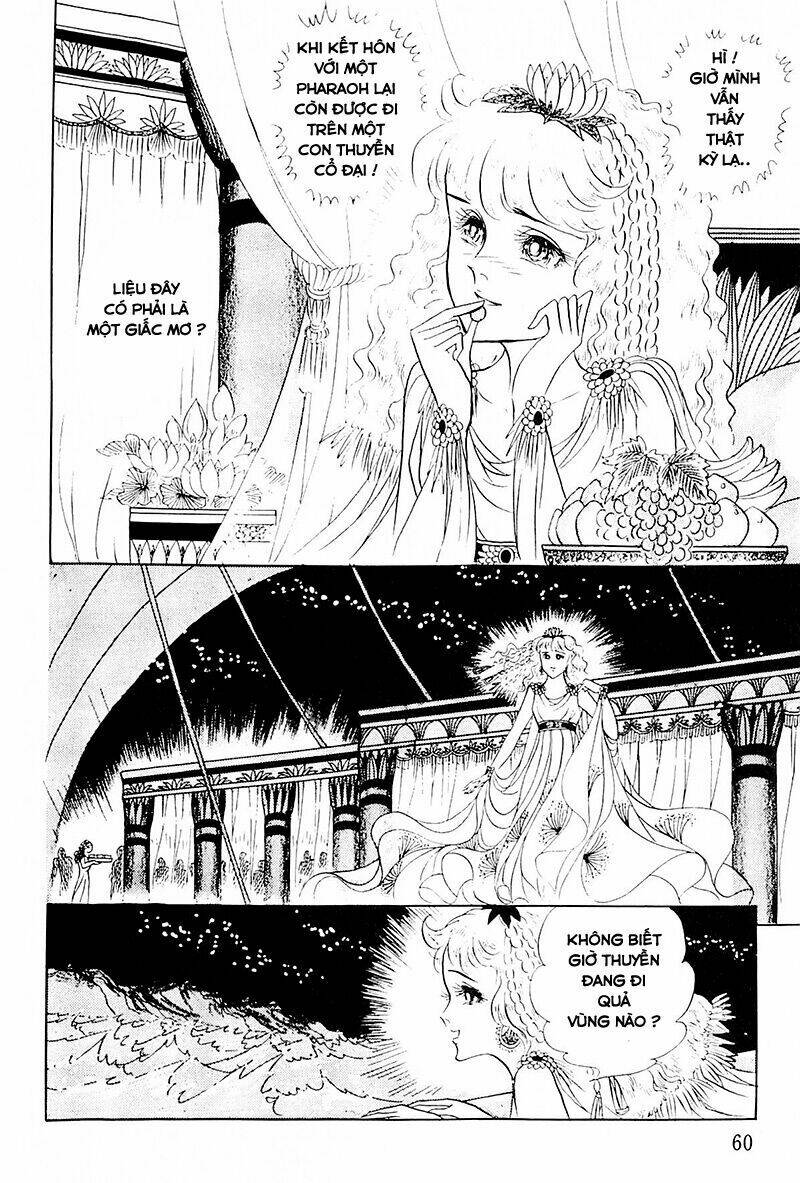 HÌ !
GIỜ MÌNH
VẪN
THẤY
THẬT
KỲ LẠ..
KHI KẾT HÔN
VỚI MỘT
PHARAOH LẠI
CÒN ĐƯỢC ĐI
TRÊN MỘT
CON THUYỀN
CỔ ĐẠI !
LIỆU ĐÂY
CÓ PHẢI LÀ
MỘT GIẤC MƠ ?
KHÔNG BIẾT
GIỜ THUYỀN
ĐANG ĐI
QUẢ
VÙNG NÀO ?
60